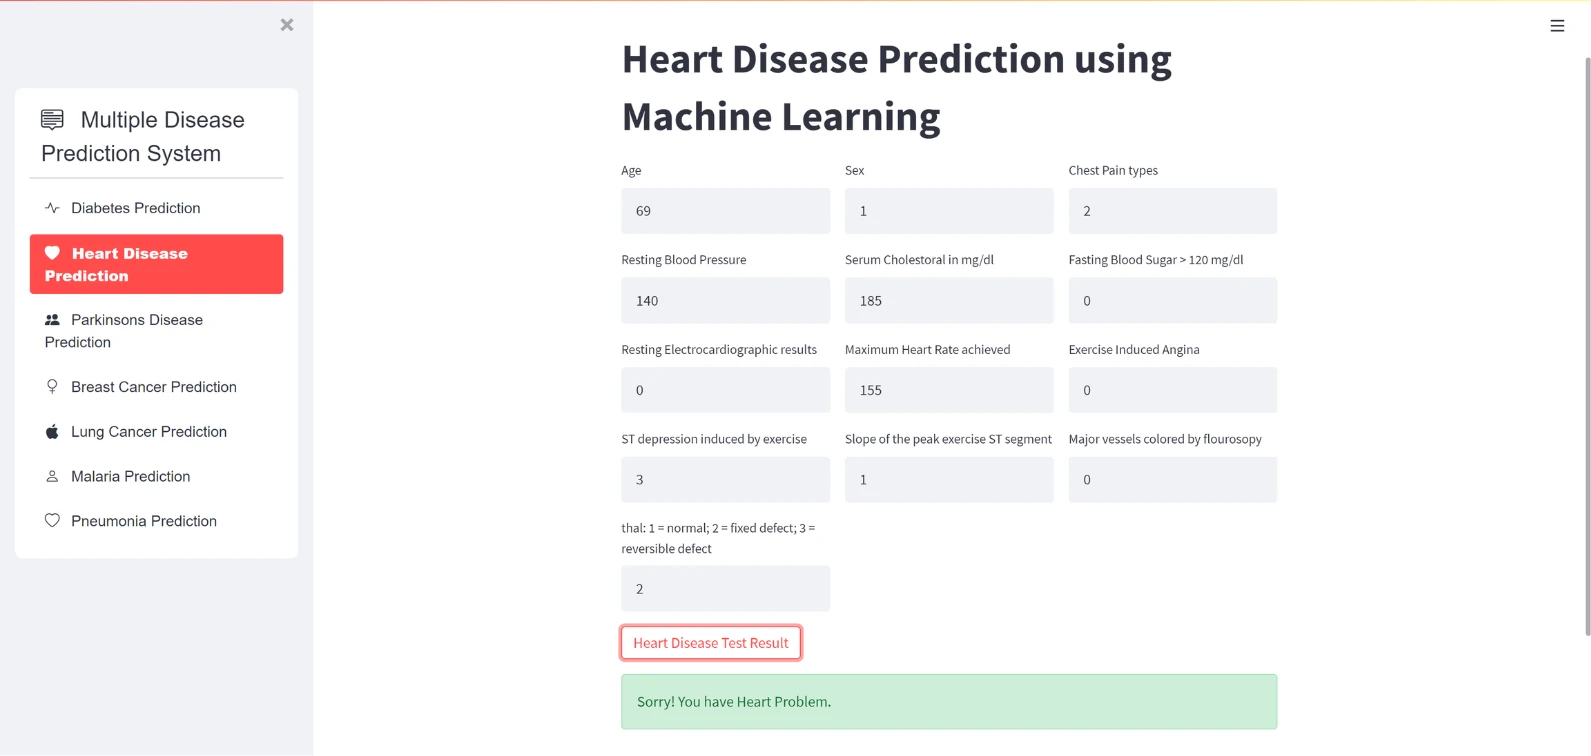 Multiple Disease
Prediction System
Diabetes Prediction
Heart Disease
Prediction
Parkinsons Disease
Prediction
Breast Cancer Prediction
Lung Cancer Prediction
Malaria Prediction
Pneumonia Prediction
Heart Disease Prediction using
Machine Learning
Age Sex Chest Pain types
69 1 2
Resting Blood Pressure Serum Cholestoral in mg/dl Fasting Blood Sugar > 120 mg/dl
140 185 0
Resting Electrocardiographic results Maximum Heart Rate achieved Exercise Induced Angina
0 155 0
ST depression induced by exercise Slope of the peak exercise ST segment Major vessels colored by flourosopy
3 1 0
thal: 1 = normal; 2 = fixed defect; 3 =
reversible defect
2
Heart Disease Test Result
Sorry! You have Heart Problem.